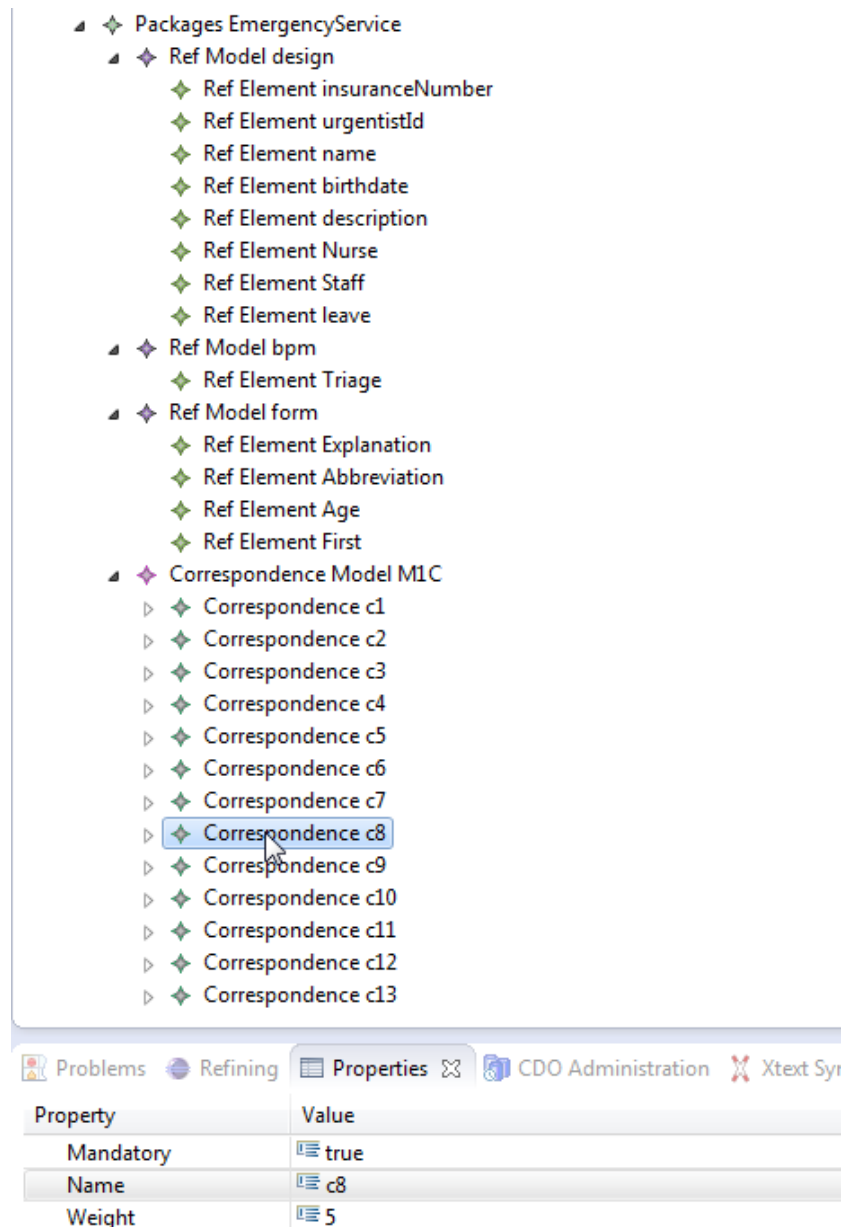 Packages EmergencyService
Ref Model design
Ref Element insuranceNumber
Ref Element urgentistId
Ref Element name
Ref Element birthdate
Ref Element description
Ref Element Nurse
Ref Element Staff
Ref Element leave
Ref Model bpm
Ref Element Triage
Ref Model form
Ref Element Explanation
Ref Element Abbreviation
Ref Element Age
Ref Element First
Correspondence Model M1C
Correspondence c1
Correspondence c2
Correspondence c3
Correspondence c4
Correspondence c5
Correspondence c6
Correspondence c7
Correspondence c8
Correspondence c9
Correspondence c10
Correspondence c11
Correspondence c12
Correspondence c13
Problems Refining Properties CDO Administration Xtext Syn
Property Value
Mandatory true
Name c8
Weight 5